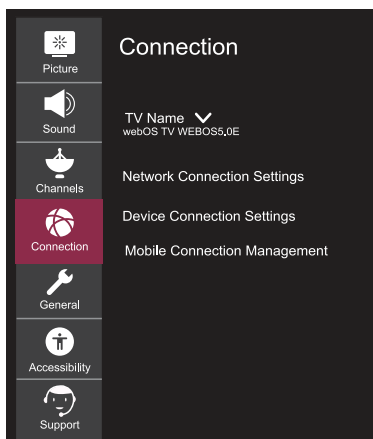 Picture
Sound
Channels
Connection
General
Accessibility
Support
Connection
TV Name
webOS TV WEBOS5.0E
Network Connection Settings
Device Connection Settings
Mobile Connection Management